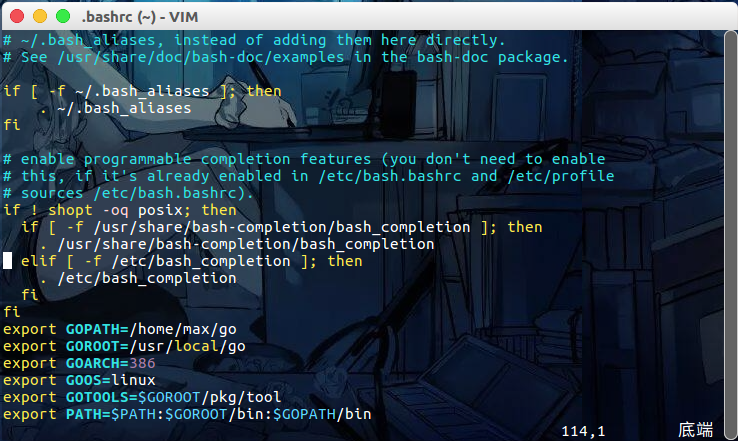 .bashrc (~) - VIM
# ~/.bash_aliases, instead of adding them here directly.
# See /usr/share/doc/bash-doc/examples in the bash-doc package.

if [ -f ~/.bash_aliases ]; then
    . ~/.bash_aliases
fi

# enable programmable completion features (you don't need to enable
# this, if it's already enabled in /etc/bash.bashrc and /etc/profile
# sources /etc/bash.bashrc).
if ! shopt -oq posix; then
  if [ -f /usr/share/bash-completion/bash_completion ]; then
    . /usr/share/bash-completion/bash_completion
  elif [ -f /etc/bash_completion ]; then
    . /etc/bash_completion
  fi
fi
export GOPATH=/home/max/go
export GOROOT=/usr/local/go
export GOARCH=386
export GOOS=linux
export GOTOOLS=$GOROOT/pkg/tool
export PATH=$PATH:$GOROOT/bin:$GOPATH/bin
114,1 底端